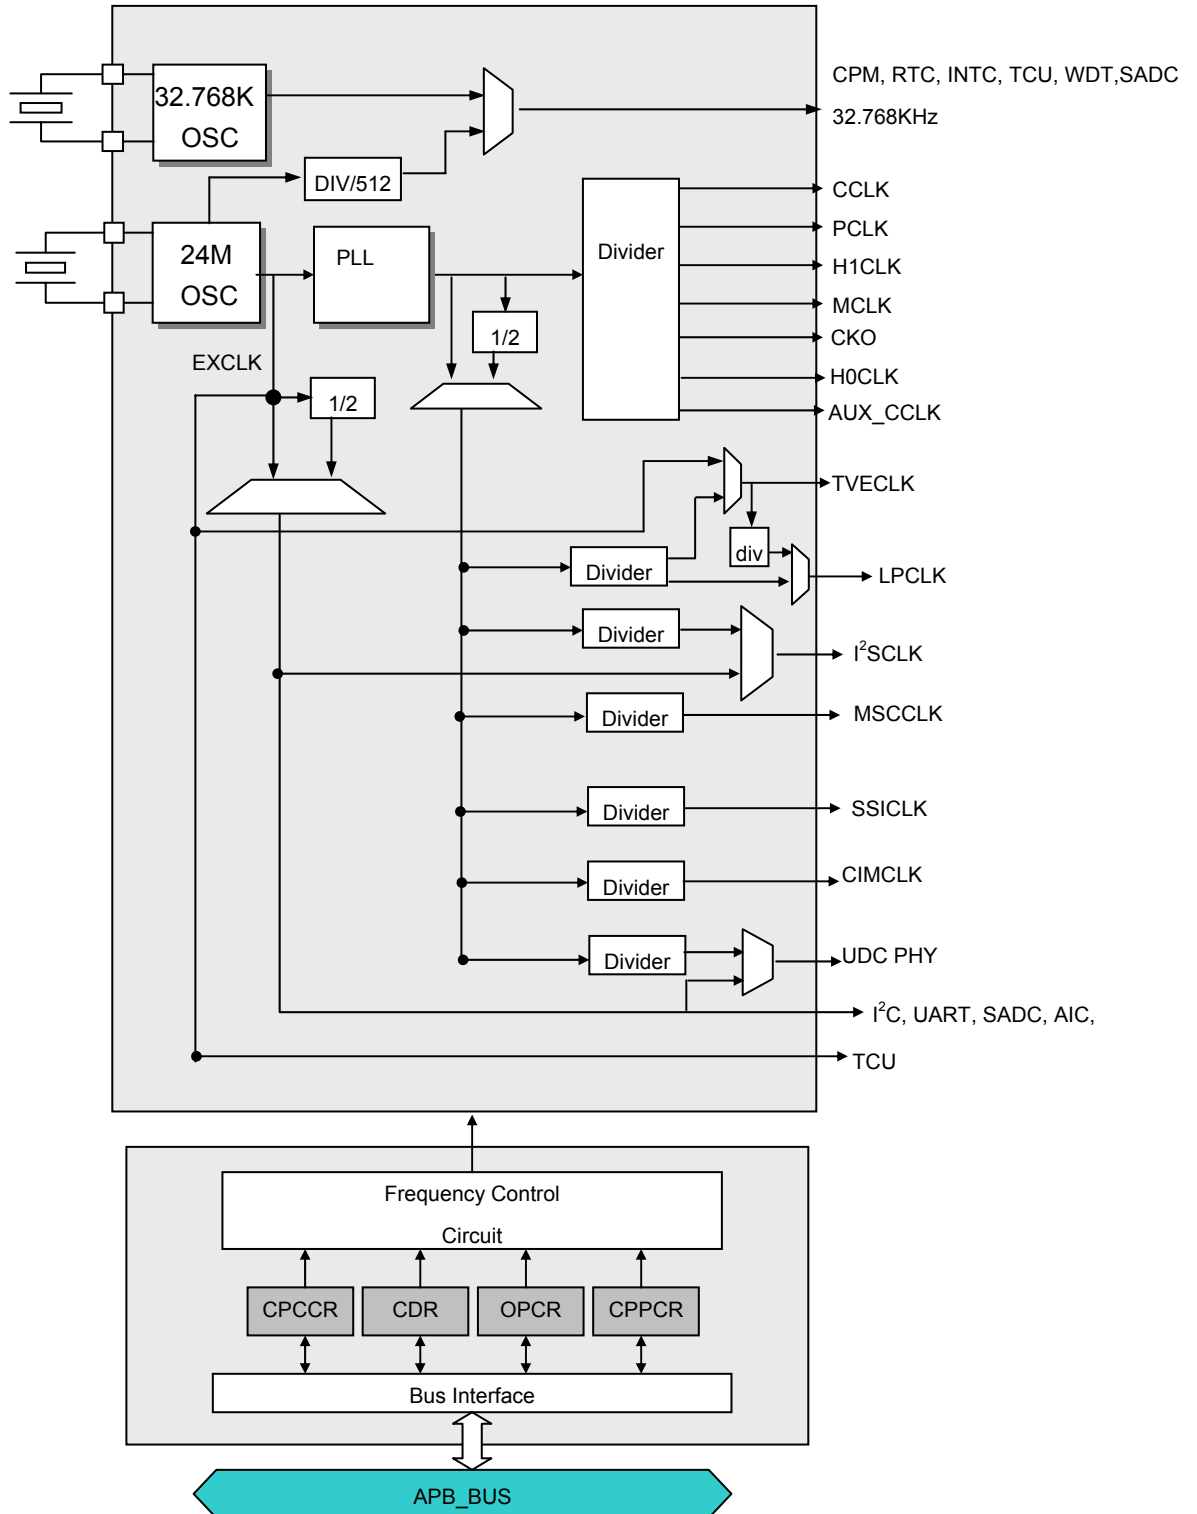 CPM, RTC, INTC, TCU, WDT,SADC
32.768KHz
32.768K
OSC
DIV/512
CCLK
PCLK
H1CLK
MCLK
CKO
H0CLK
AUX_CCLK
24M
OSC
PLL
Divider
1/2
EXCLK
1/2
TVECLK
div
Divider
LPCLK
Divider
I²SCLK
Divider
MSCCLK
Divider
SSICLK
Divider
CIMCLK
Divider
UDC PHY
I²C, UART, SADC, AIC,
TCU
Frequency Control
Circuit
CPCCR
CDR
OPCR
CPPCR
Bus Interface
APB_BUS